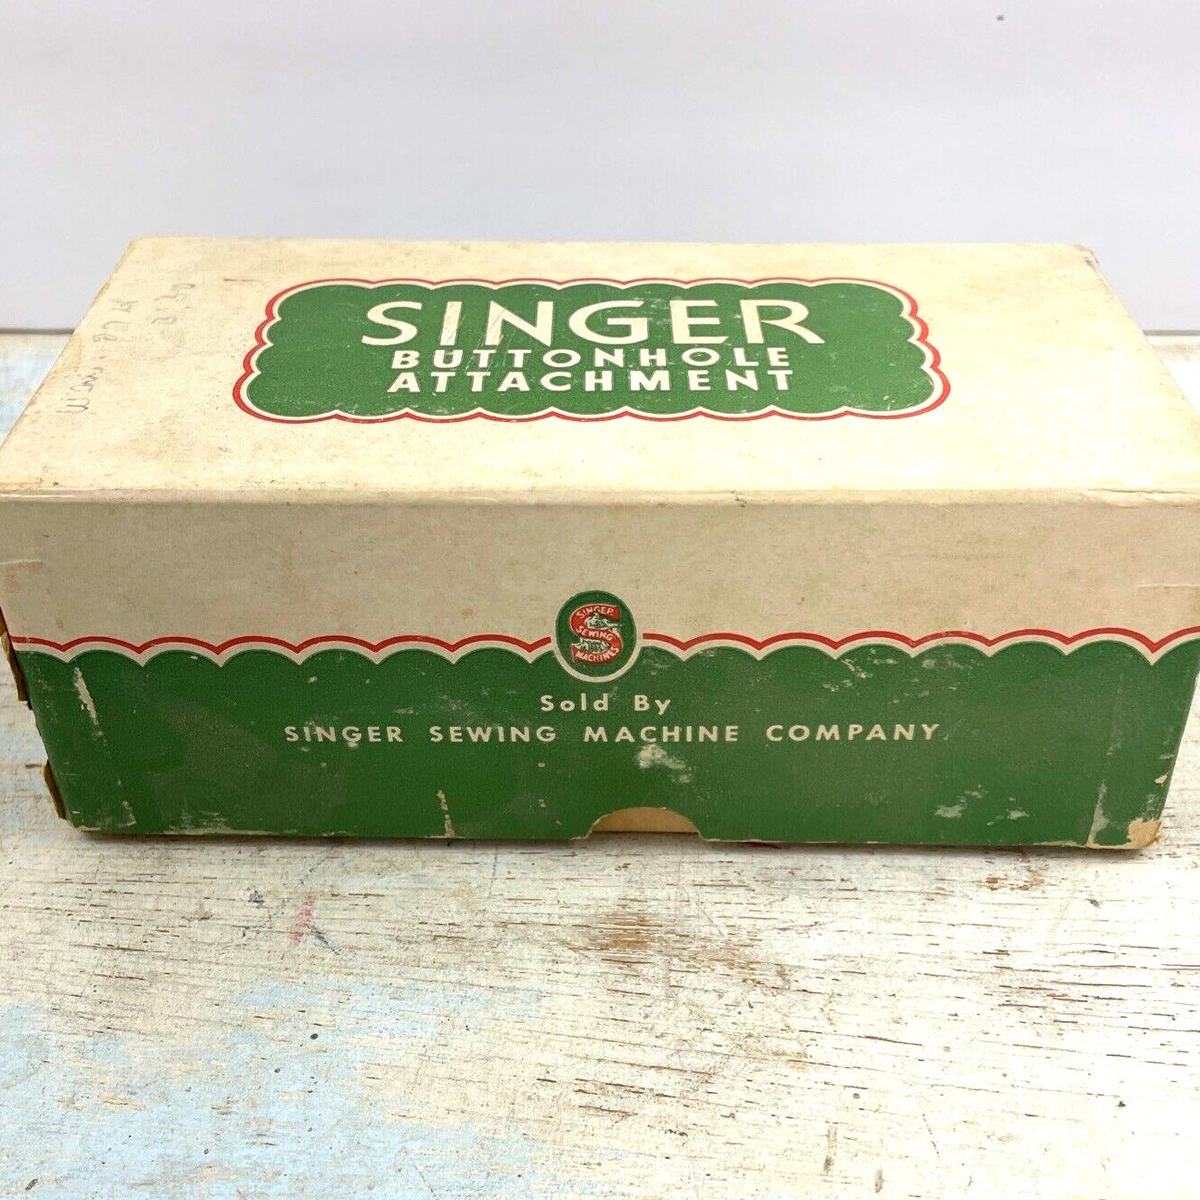 SINGER
BUTTONHOLE
ATTACHMENT
SINGER
SEWING
MACHINES
Sold By
SINGER SEWING MACHINE COMPANY